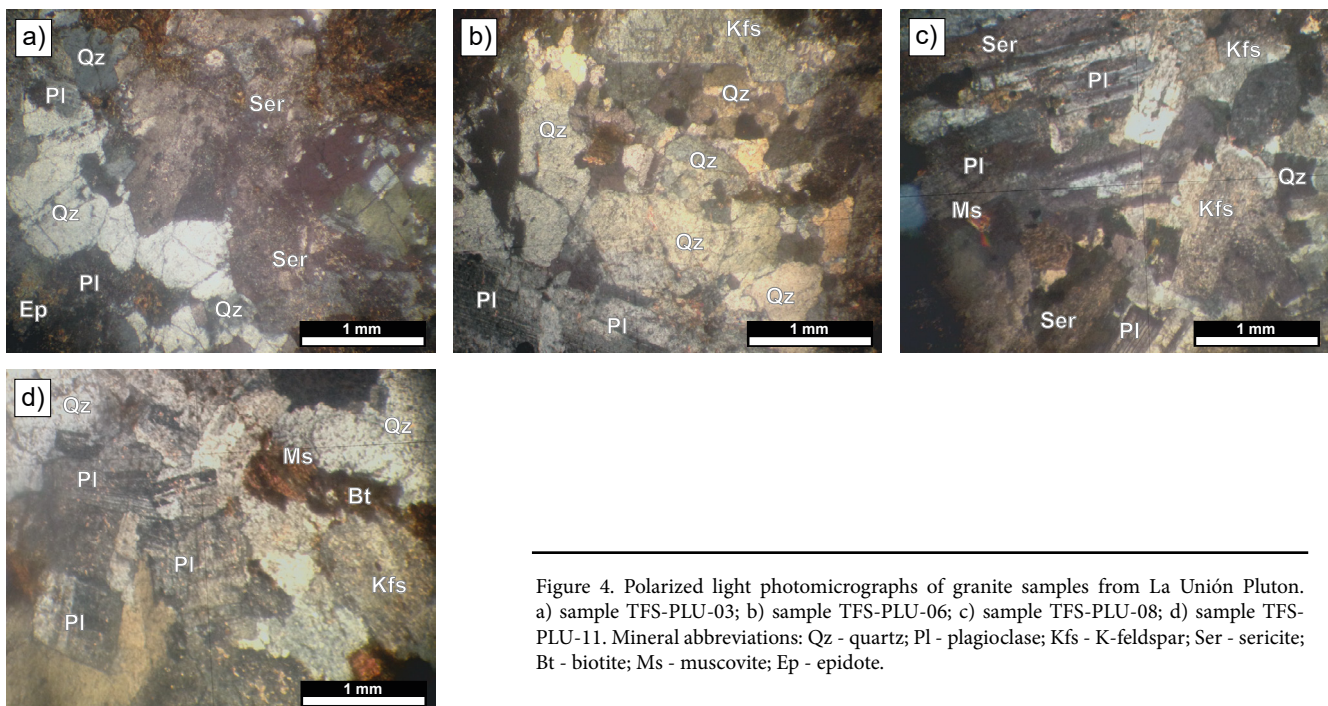 a)
Qz
Pl
Ser
Qz
Ser
Pl
Ep
Qz
1 mm
b)
Kfs
Qz
Qz
Qz
Qz
Qz
Pl
Pl
1 mm
c)
Ser
Kfs
Pl
Pl
Qz
Ms
Kfs
Ser
Pl
1 mm
d)
Qz
Qz
Ms
Pl
Bt
Pl
Kfs
Pl
1 mm
Figure 4. Polarized light photomicrographs of granite samples from La Unión Pluton.
a) sample TFS-PLU-03; b) sample TFS-PLU-06; c) sample TFS-PLU-08; d) sample TFS-
PLU-11. Mineral abbreviations: Qz - quartz; Pl - plagioclase; Kfs - K-feldspar; Ser - sericite;
Bt - biotite; Ms - muscovite; Ep - epidote.